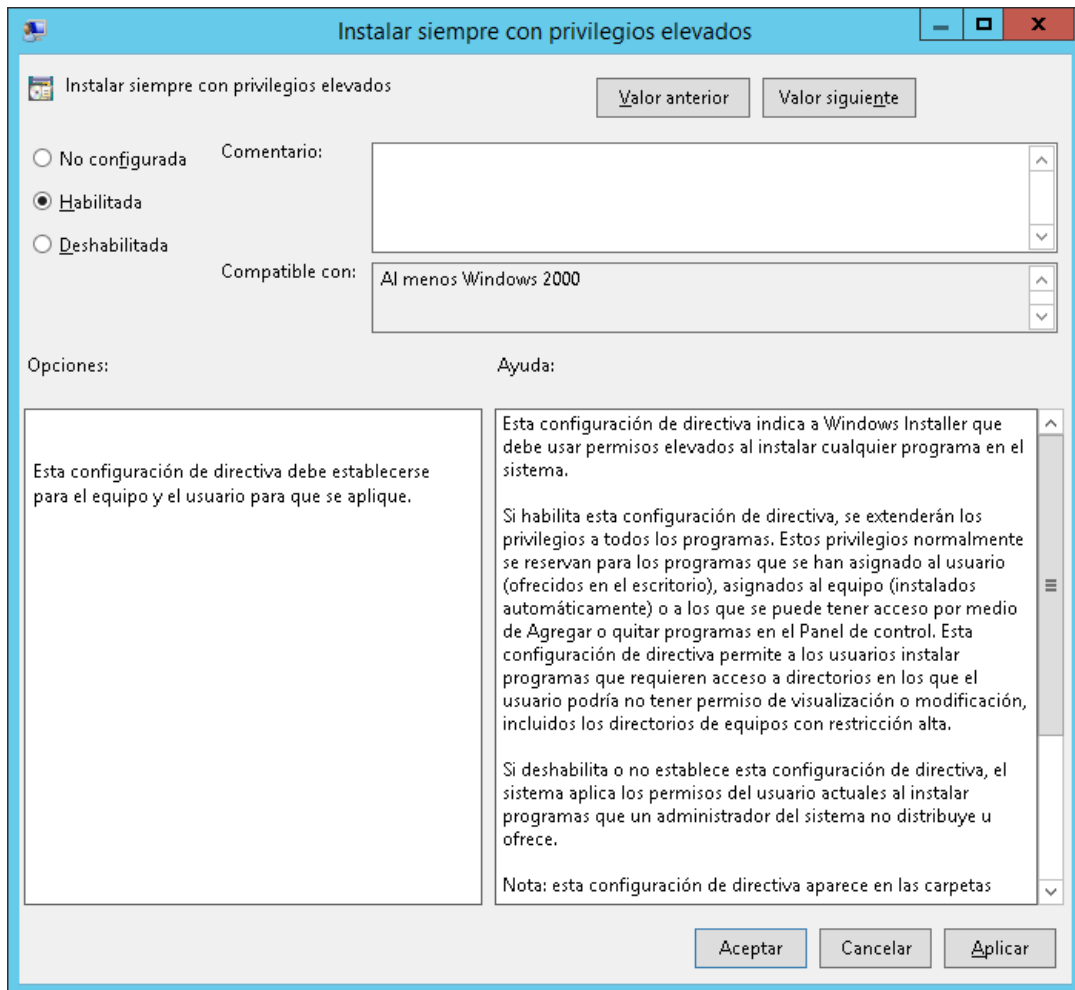 Instalar siempre con privilegios elevados
Instalar siempre con privilegios elevados
Valor anterior
Valor siguiente
No configurada
Habilitada
Deshabilitada
Comentario:
Compatible con:
Al menos Windows 2000
Opciones:
Ayuda:
Esta configuración de directiva debe establecerse
para el equipo y el usuario para que se aplique.
Esta configuración de directiva indica a Windows Installer que
debe usar permisos elevados al instalar cualquier programa en el
sistema.
Si habilita esta configuración de directiva, se extenderán los
privilegios a todos los programas. Estos privilegios normalmente
se reservan para los programas que se han asignado al usuario
(ofrecidos en el escritorio), asignados al equipo (instalados
automáticamente) o a los que se puede tener acceso por medio
de Agregar o quitar programas en el Panel de control. Esta
configuración de directiva permite a los usuarios instalar
programas que requieren acceso a directorios en los que el
usuario podría no tener permiso de visualización o modificación,
incluidos los directorios de equipos con restricción alta.
Si deshabilita o no establece esta configuración de directiva, el
sistema aplica los permisos del usuario actuales al instalar
programas que un administrador del sistema no distribuye u
ofrece.
Nota: esta configuración de directiva aparece en las carpetas
Aceptar
Cancelar
Aplicar